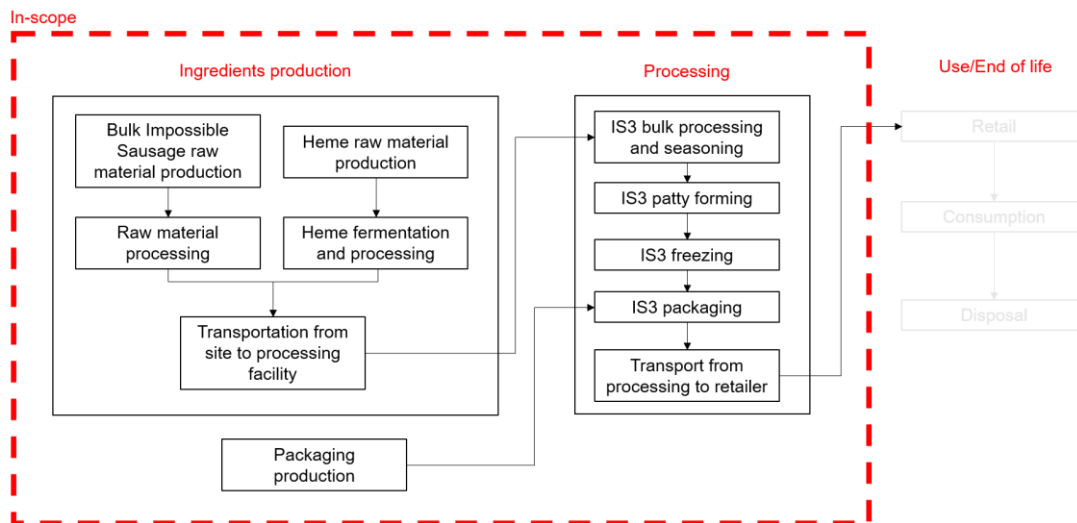 In-scope
Ingredients production
Processing
Use/End of life
Bulk Impossible
Sausage raw
material production
Heme raw material
production
Raw material
processing
Heme fermentation
and processing
Transportation from
site to processing
facility
Packaging
production
IS3 bulk processing
and seasoning
IS3 patty forming
IS3 freezing
IS3 packaging
Transport from
processing to retailer
Retail
Consumption
Disposal